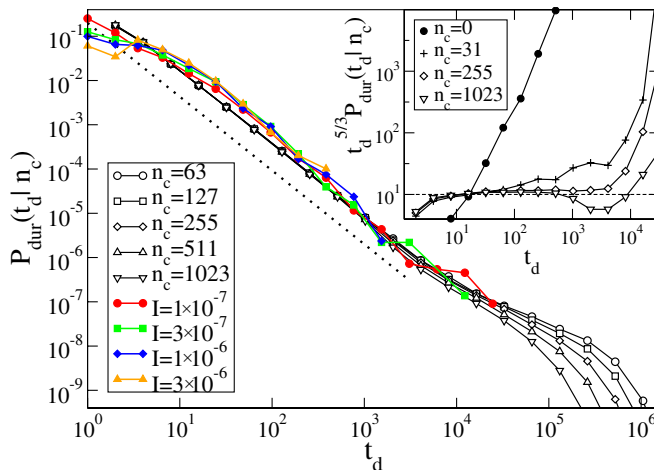 10^-1
10^-2
10^-3
10^-4
10^-5
10^-6
10^-7
10^-8
10^-9
P_dur(t_d | n_c)
n_c=63
n_c=127
n_c=255
n_c=511
n_c=1023
I=1×10^-7
I=3×10^-7
I=1×10^-6
I=3×10^-6
10^0
10^1
10^2
10^3
10^4
10^5
10^6
t_d
t_d^5/3 P_dur(t_d | n_c)
10^3
10^2
10^1
n_c=0
n_c=31
n_c=255
n_c=1023
10^1
10^2
10^3
10^4
t_d